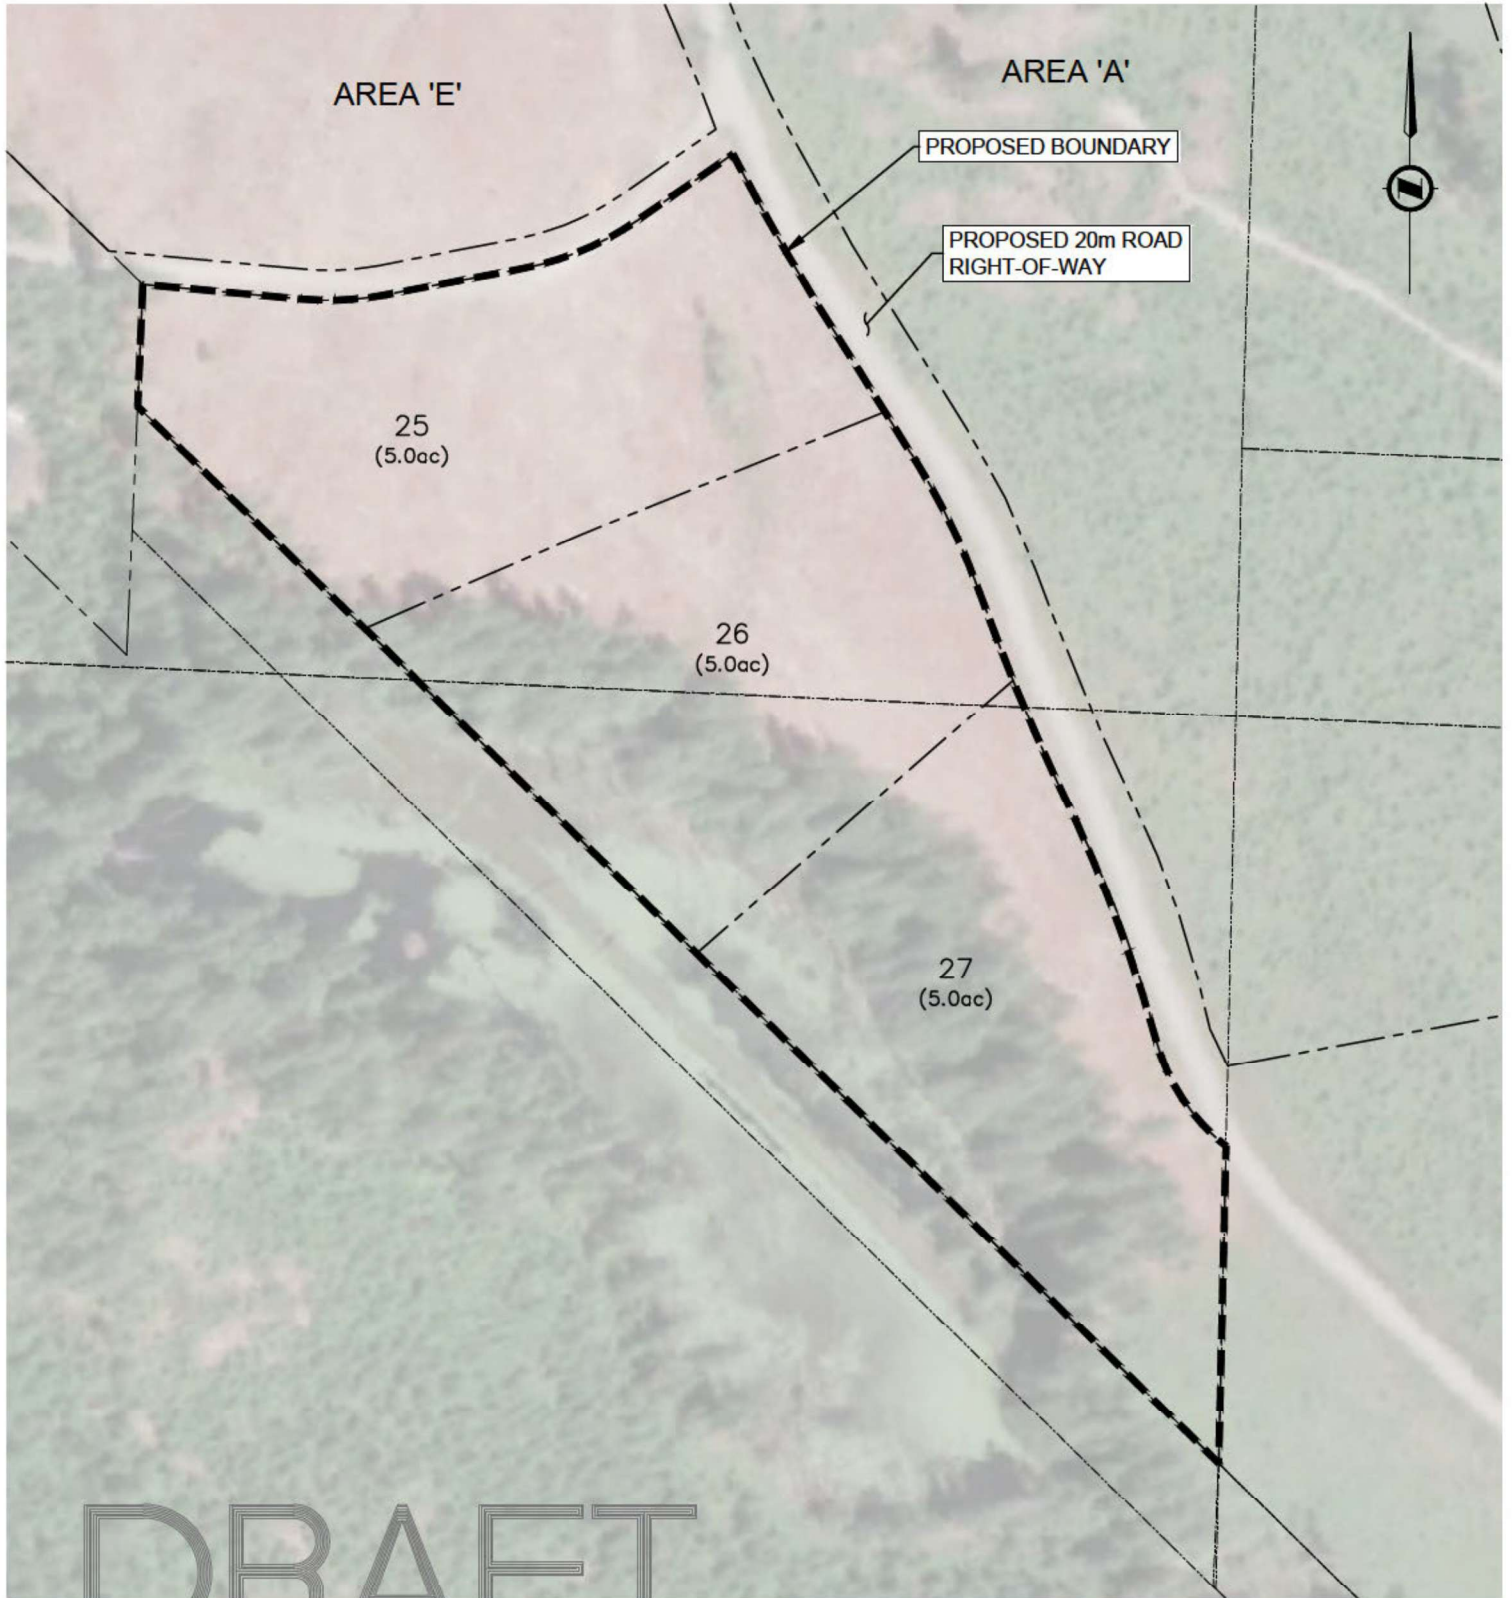 AREA 'E'
AREA 'A'
PROPOSED BOUNDARY
PROPOSED 20m ROAD
RIGHT-OF-WAY
25
(5.0ac)
26
(5.0ac)
27
(5.0ac)
DRAFT